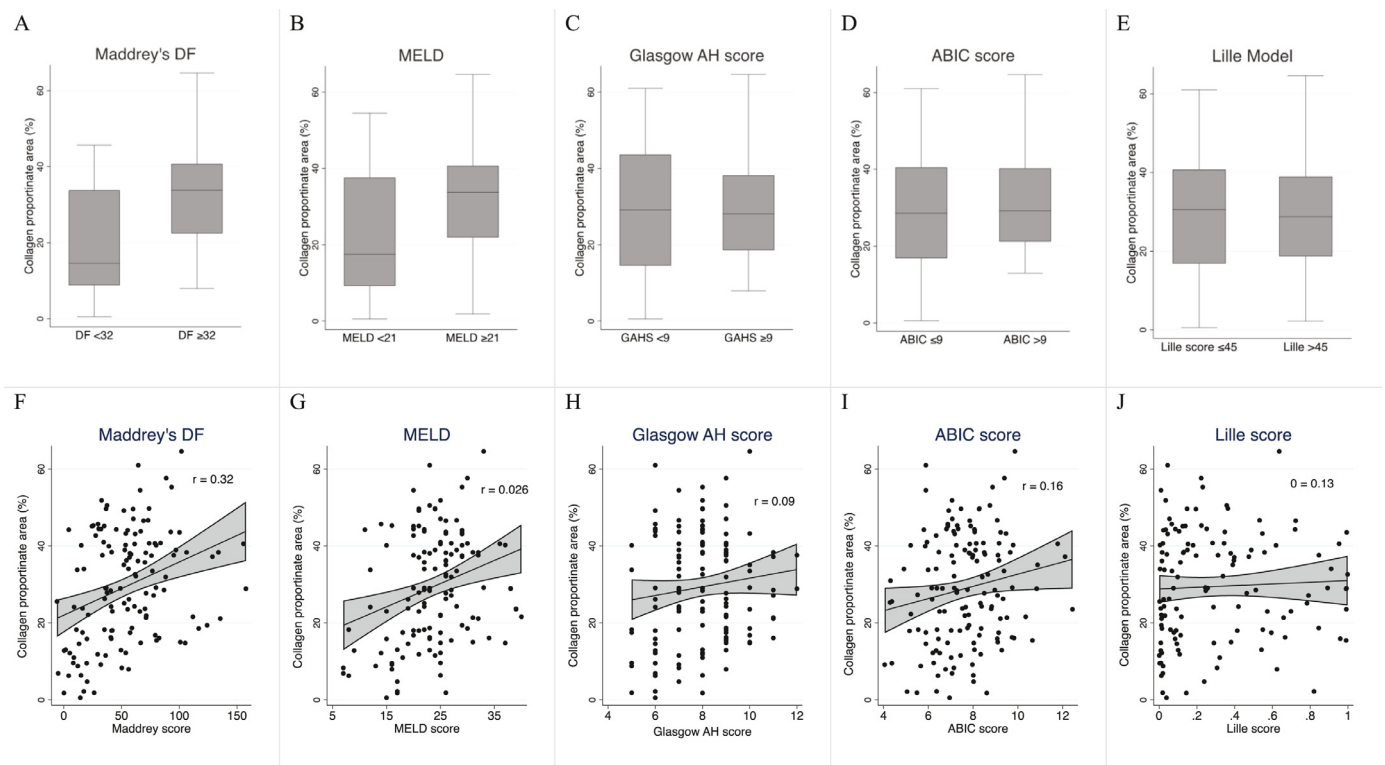 A
Maddrey's DF
Collagen proportinate area (%)
0
20
40
60
DF <32
DF ≥32
B
MELD
Collagen proportinate area (%)
0
20
40
60
MELD <21
MELD ≥21
C
Glasgow AH score
Collagen proportinate area (%)
0
20
40
60
GAHS <9
GAHS ≥9
D
ABIC score
Collagen proportinate area (%)
0
20
40
60
ABIC ≤9
ABIC >9
E
Lille Model
Collagen proportinate area (%)
0
20
40
60
Lille score ≤45
Lille >45
F
Maddrey's DF
r = 0.32
Collagen proportinate area (%)
60
40
20
0
0 50 100 150
Maddrey score
G
MELD
r = 0.026
Collagen proportinate area (%)
60
40
20
0
5 15 25 35
MELD score
H
Glasgow AH score
r = 0.09
Collagen proportinate area (%)
60
40
20
0
4 6 8 10 12
Glasgow AH score
I
ABIC score
r = 0.16
Collagen proportinate area (%)
60
40
20
0
4 6 8 10 12
ABIC score
J
Lille score
0 = 0.13
Collagen proportinate area (%)
60
40
20
0
0 .2 .4 .6 .8 1
Lille score